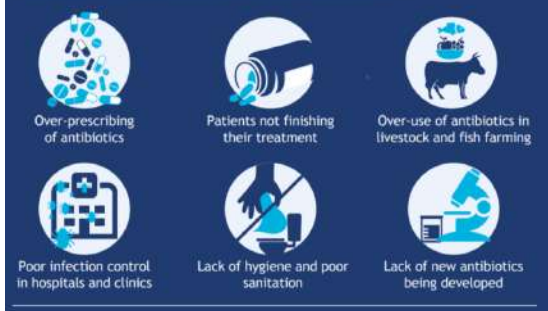 Over-prescribing
of antibiotics
Patients not finishing
their treatment
Over-use of antibiotics in
livestock and fish farming
Poor infection control
in hospitals and clinics
Lack of hygiene and poor
sanitation
Lack of new antibiotics
being developed